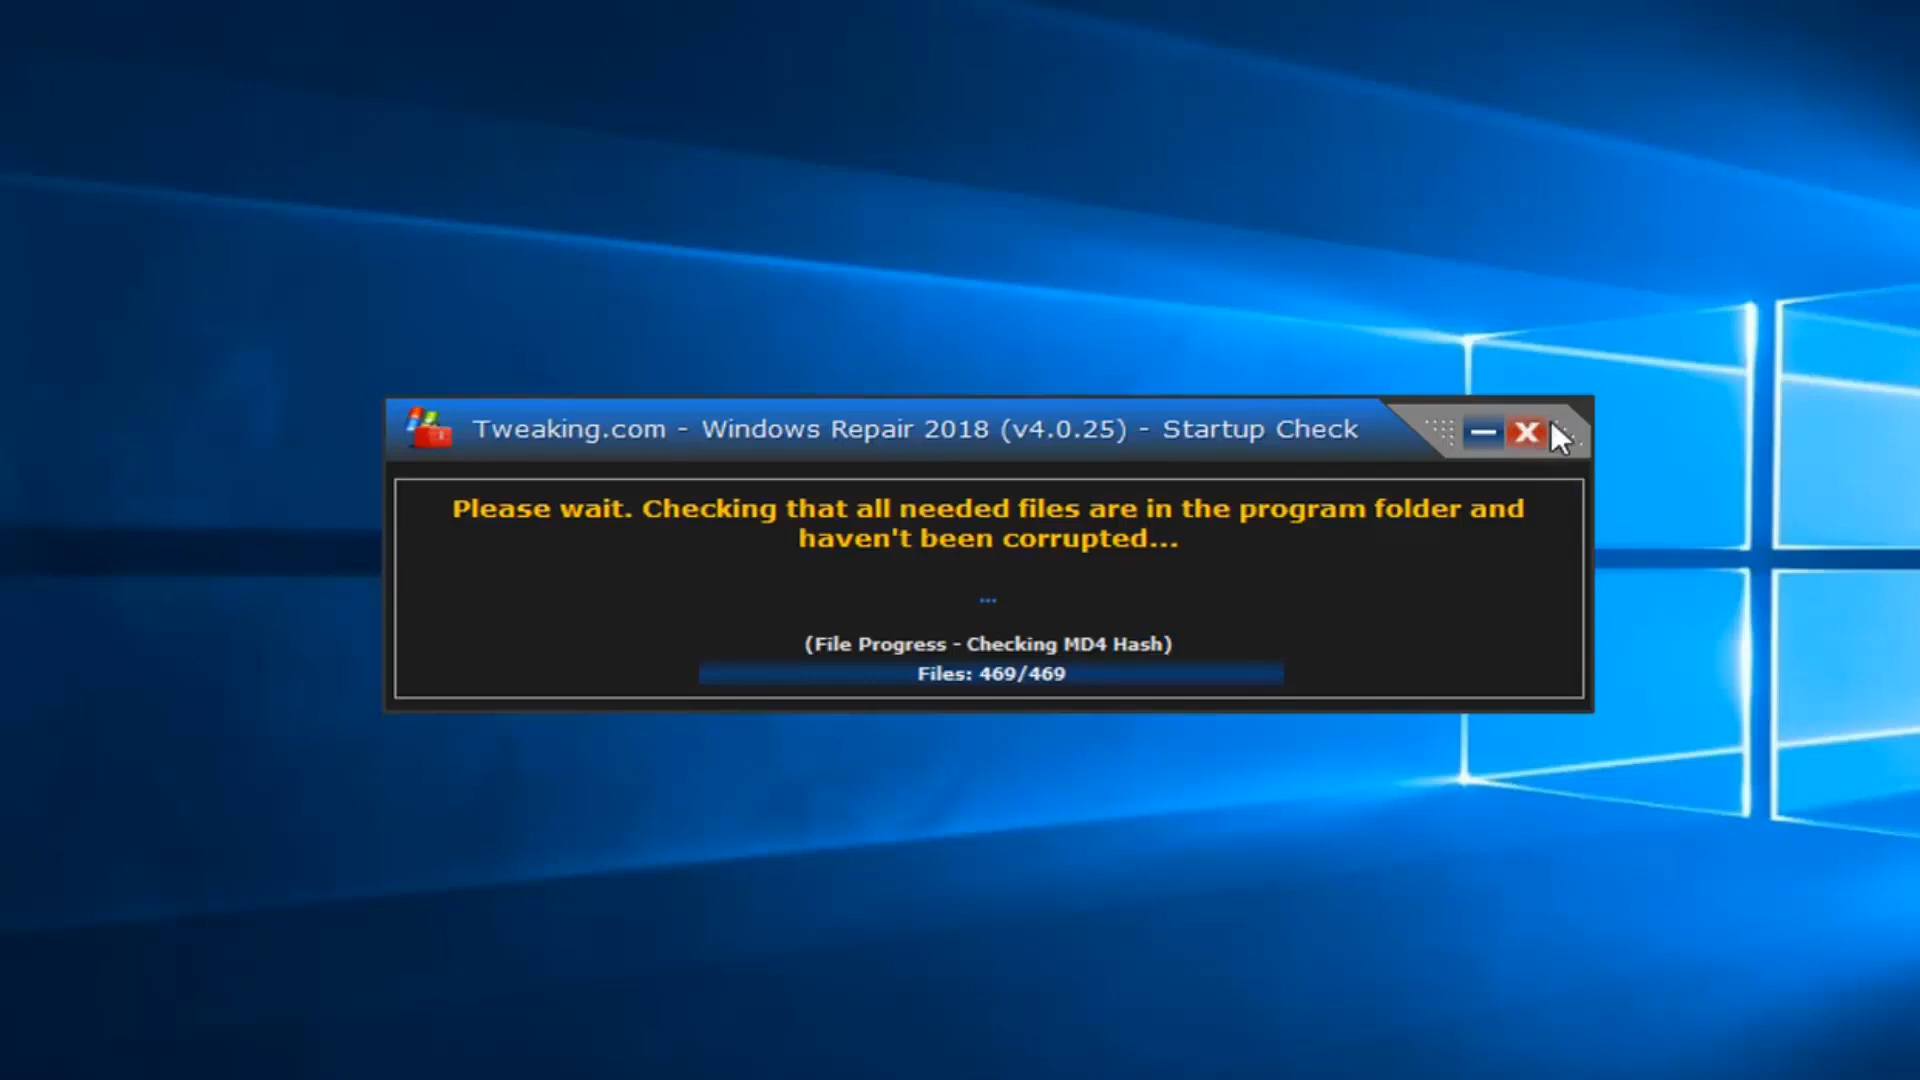 Tweaking.com - Windows Repair 2018 (v4.0.25) - Startup Check
Please wait. Checking that all needed files are in the program folder and
haven't been corrupted...
...
(File Progress - Checking MD4 Hash)
Files: 469/469